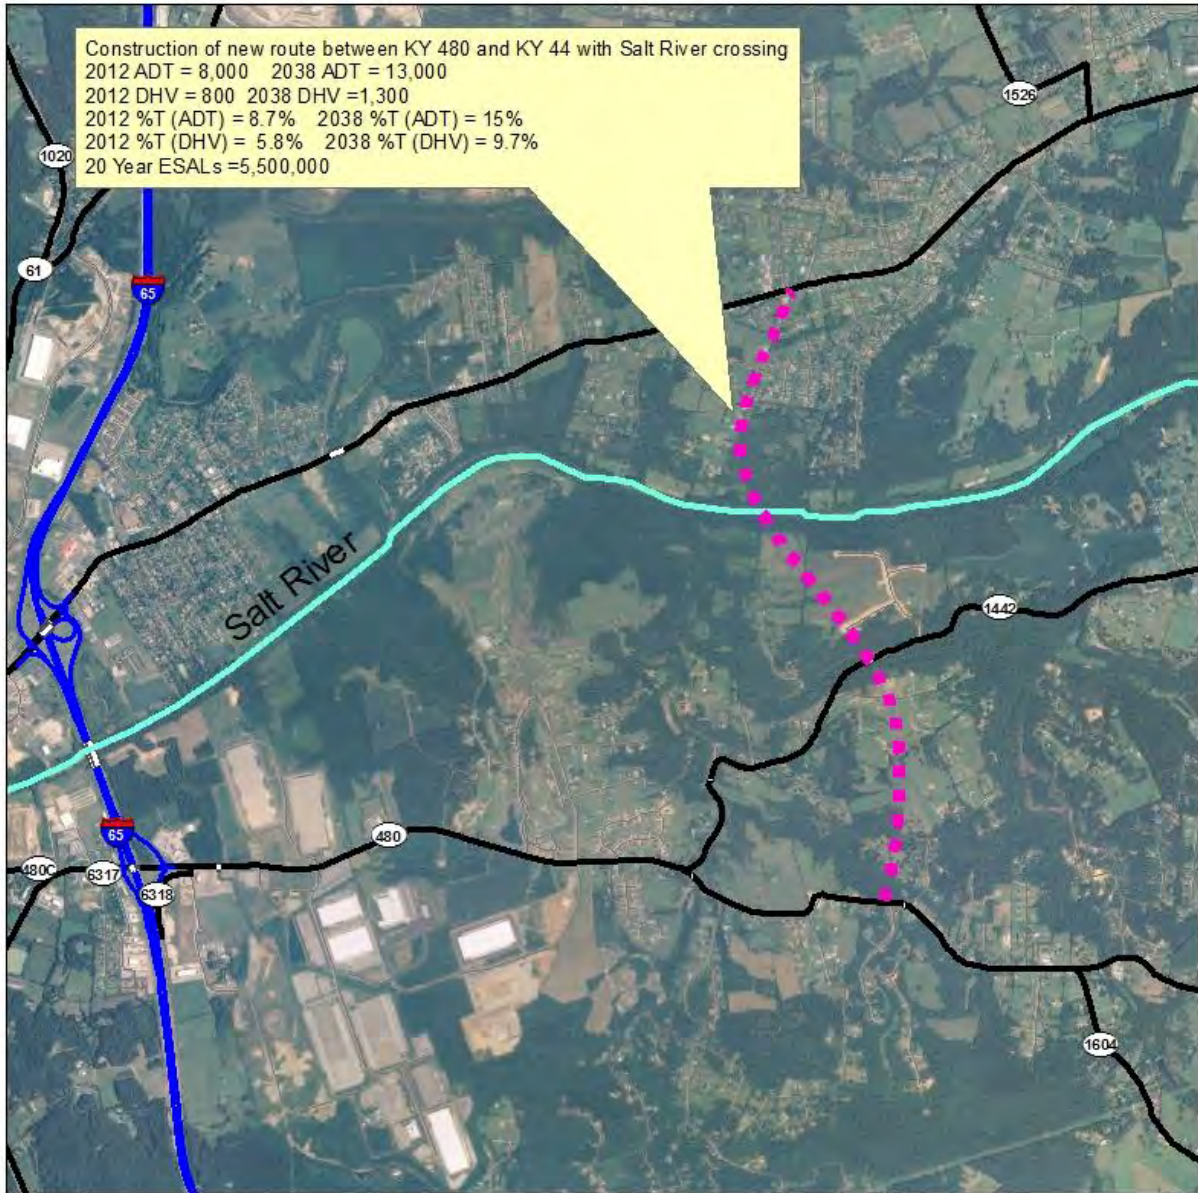 Construction of new route between KY 480 and KY 44 with Salt River crossing
2012 ADT = 8,000 2038 ADT = 13,000
2012 DHV = 800 2038 DHV =1,300
2012 %T (ADT) = 8.7% 2038 %T (ADT) = 15%
2012 %T (DHV) = 5.8% 2038 %T (DHV) = 9.7%
20 Year ESALs =5,500,000
1526
1020
61
65
Salt River
1442
65
480
480C
6317
6318
1604